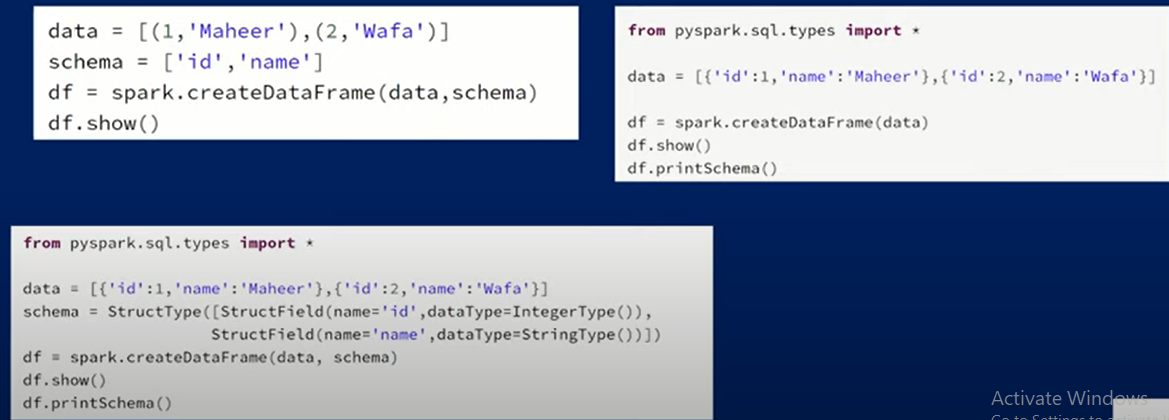 data = [(1,'Maheer'),(2,'Wafa')]
schema = ['id','name']
df = spark.createDataFrame(data,schema)
df.show()
from pyspark.sql.types import *
data = [{'id':1,'name':'Maheer'},{'id':2,'name':'Wafa'}]
df = spark.createDataFrame(data)
df.show()
df.printSchema()
from pyspark.sql.types import *
data = [{'id':1,'name':'Maheer'},{'id':2,'name':'Wafa'}]
schema = StructType([StructField(name='id',dataType=IntegerType()),
StructField(name='name',dataType=StringType())])
df = spark.createDataFrame(data, schema)
df.show()
df.printSchema()
Activate Windows
Go to Settings to